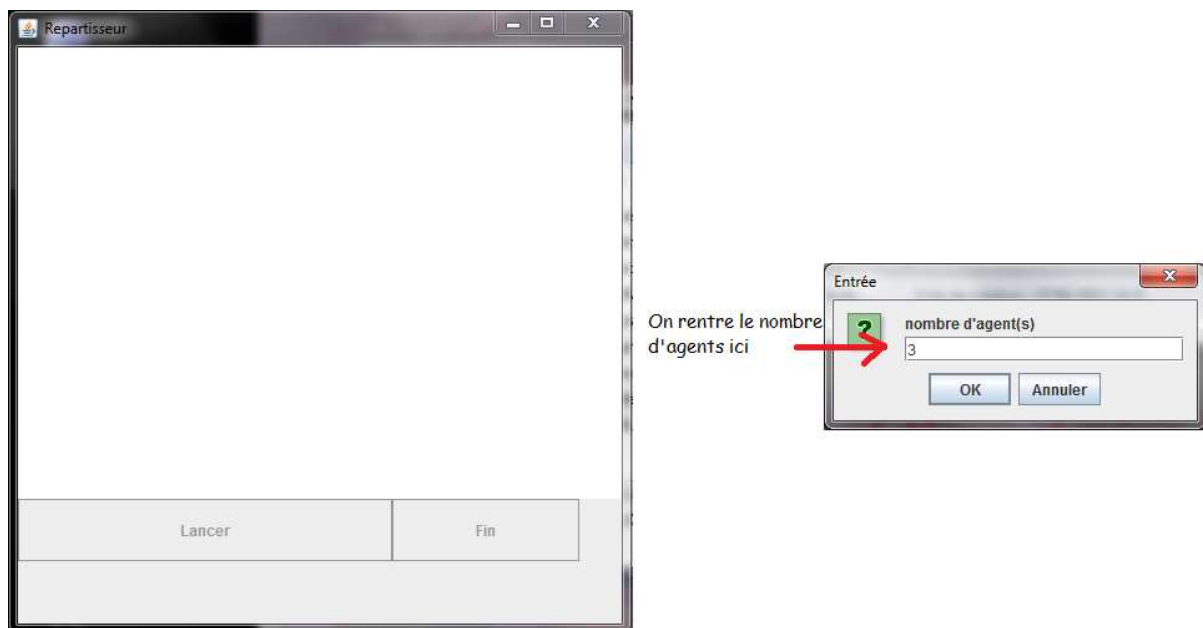 Repartisseur
Lancer
Fin
On rentre le nombre
d'agents ici
Entrée
?
nombre d'agent(s)
3
OK
Annuler